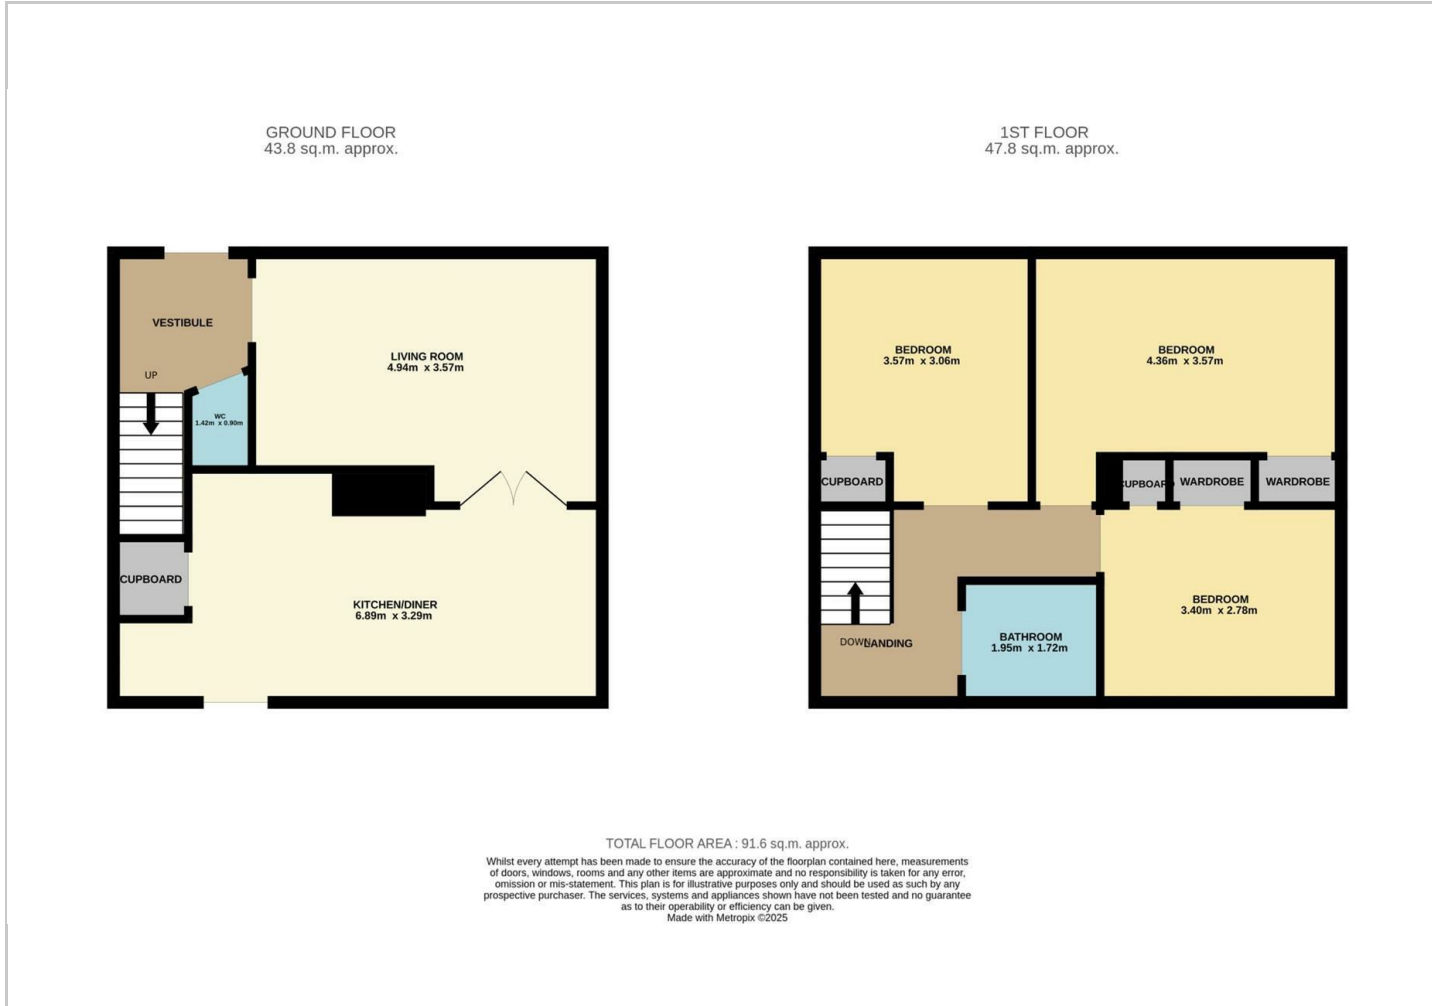 GROUND FLOOR
43.8 sq.m. approx.
VESTIBULE
UP
WC
1.42m x 0.90m
LIVING ROOM
4.94m x 3.57m
CUPBOARD
KITCHEN/DINER
6.89m x 3.29m
1ST FLOOR
47.8 sq.m. approx.
BEDROOM
3.57m x 3.06m
BEDROOM
4.36m x 3.57m
CUPBOARD
CUPBOARD
WARDROBE
WARDROBE
BEDROOM
3.40m x 2.78m
BATHROOM
1.95m x 1.72m
DOWN
LANDING
TOTAL FLOOR AREA : 91.6 sq.m. approx.
Whilst every attempt has been made to ensure the accuracy of the floorplan contained here, measurements
of doors, windows, rooms and any other items are approximate and no responsibility is taken for any error,
omission or mis-statement. This plan is for illustrative purposes only and should be used as such by any
prospective purchaser. The services, systems and appliances shown have not been tested and no guarantee
as to their operability or efficiency can be given.
Made with Metropix ©2025